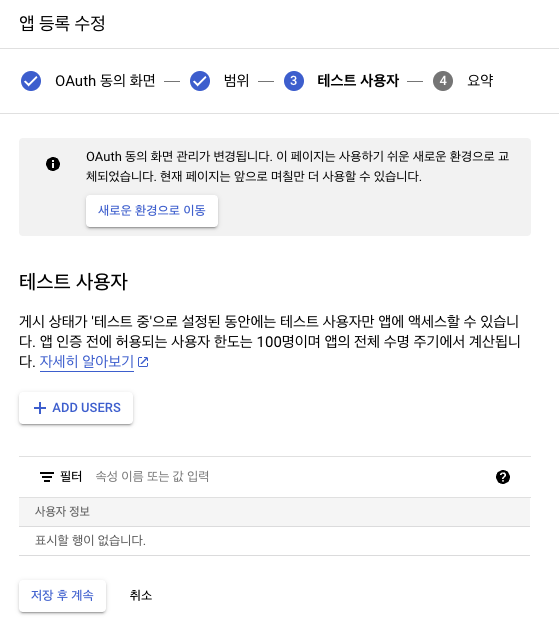 앱 등록 수정
OAuth 동의 화면 범위 3 테스트 사용자 4 요약
OAuth 동의 화면 관리가 변경됩니다. 이 페이지는 사용하기 쉬운 새로운 환경으로 교
체되었습니다. 현재 페이지는 앞으로 며칠만 더 사용할 수 있습니다.
새로운 환경으로 이동
테스트 사용자
게시 상태가 '테스트 중'으로 설정된 동안에는 테스트 사용자만 앱에 액세스할 수 있습니
다. 앱 인증 전에 허용되는 사용자 한도는 100명이며 앱의 전체 수명 주기에서 계산됩니
다. 자세히 알아보기
+ ADD USERS
필터 속성 이름 또는 값 입력
사용자 정보
표시할 행이 없습니다.
저장 후 계속 취소